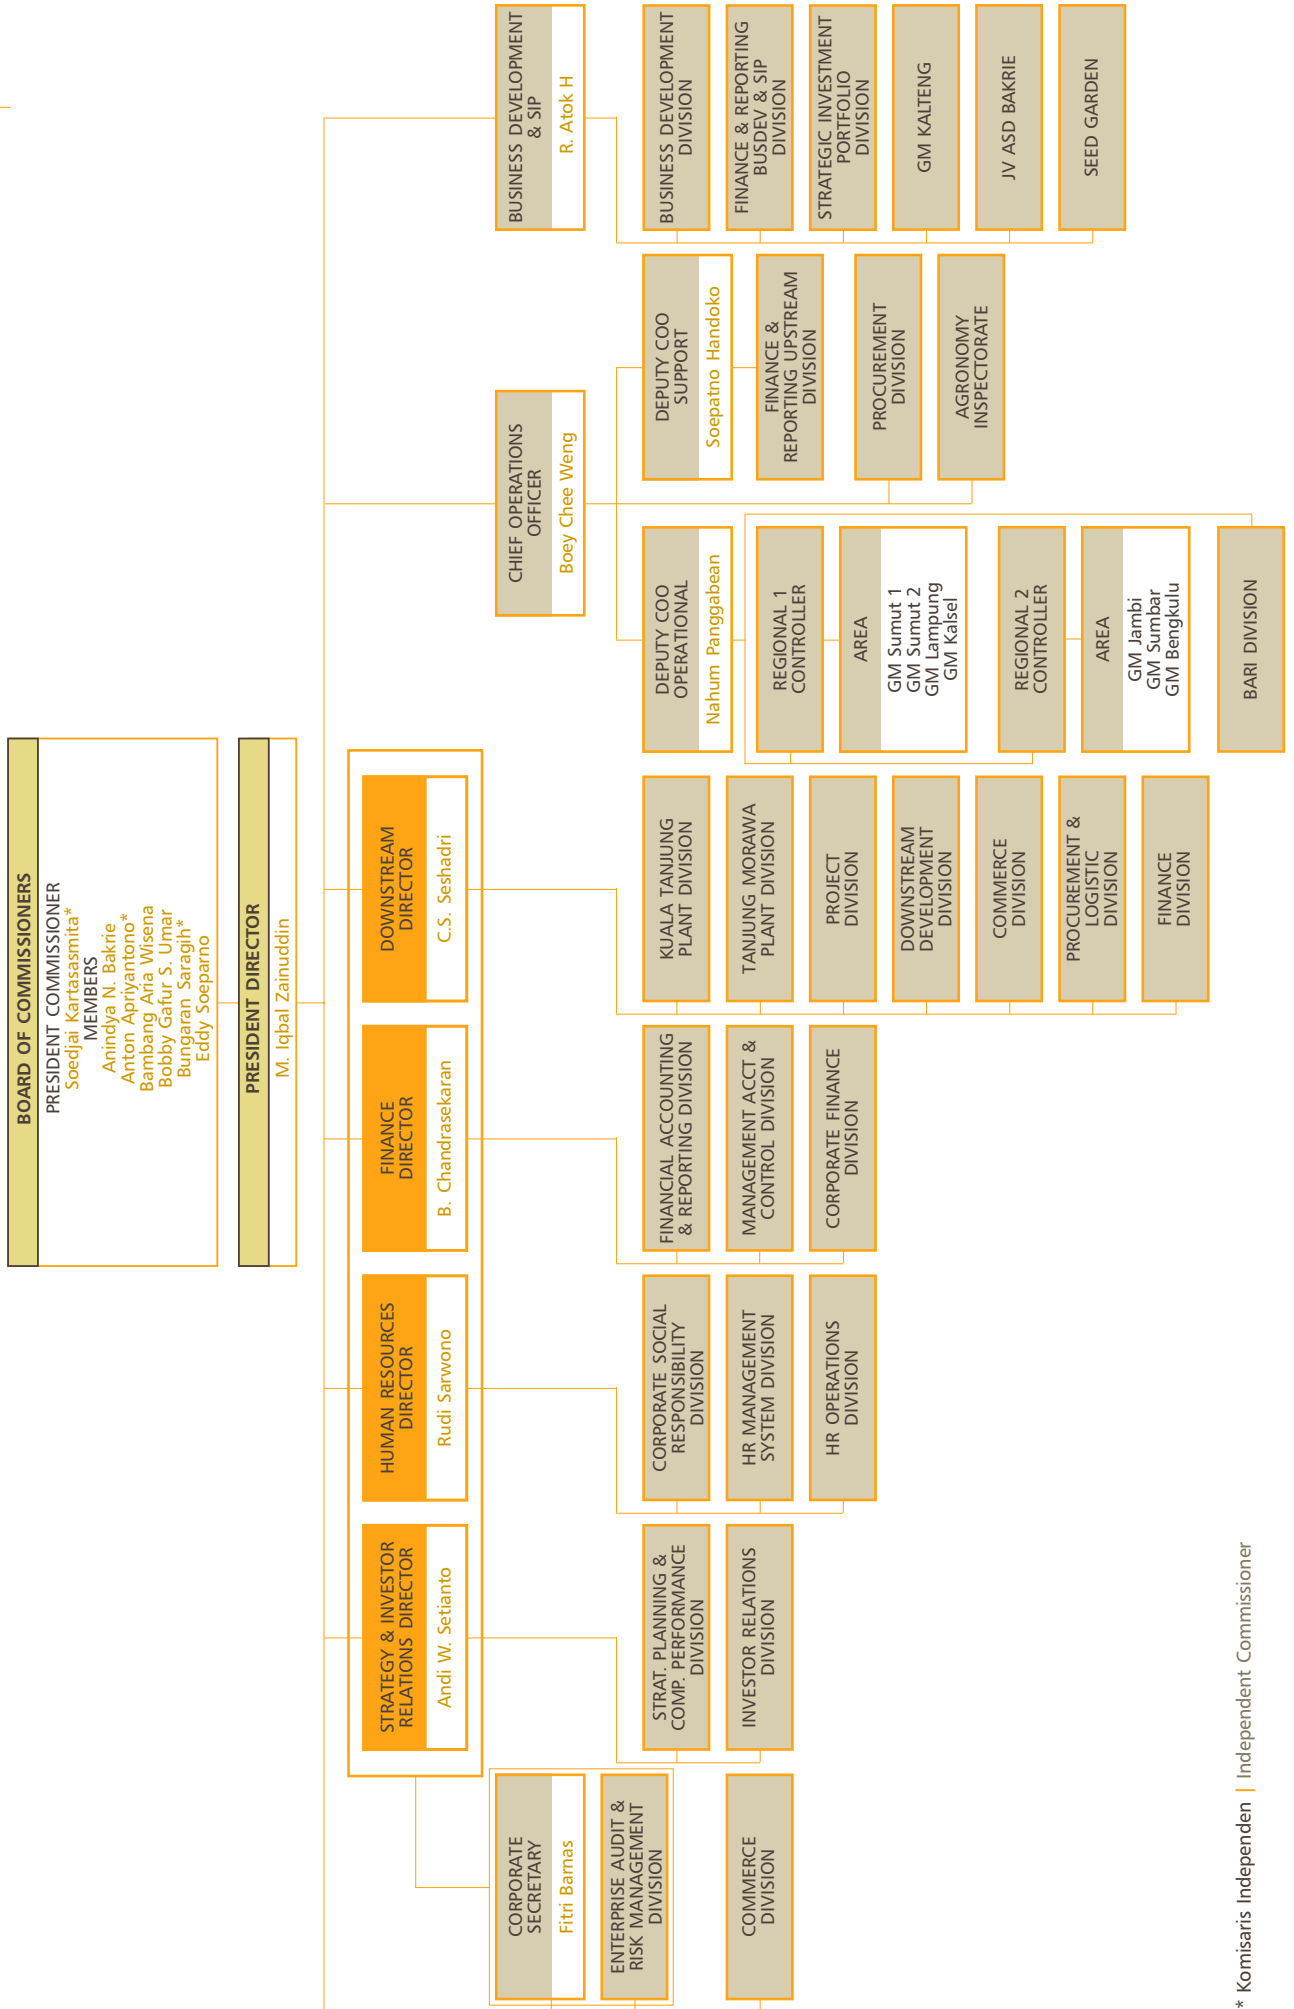 BOARD OF COMMISSIONERS
PRESIDENT COMMISSIONER
Soedjai Kartasasmita*
MEMBERS
Anindya N. Bakrie
Anton Apriyantono*
Bambang Aria Wisena
Bobby Gafur S. Umar
Bungaran Saragih*
Eddy Soeparno
PRESIDENT DIRECTOR
M. Iqbal Zainuddin
STRATEGY & INVESTOR
RELATIONS DIRECTOR
Andi W. Setianto
HUMAN RESOURCES
DIRECTOR
Rudi Sarwono
FINANCE
DIRECTOR
B. Chandrasekaran
DOWNSTREAM
DIRECTOR
C.S. Seshadri
CORPORATE
SECRETARY
Fitri Barnas
ENTERPRISE AUDIT &
RISK MANAGEMENT
DIVISION
COMMERCE
DIVISION
STRAT. PLANNING &
COMP. PERFORMANCE
DIVISION
INVESTOR RELATIONS
DIVISION
CORPORATE SOCIAL
RESPONSIBILITY
DIVISION
HR MANAGEMENT
SYSTEM DIVISION
HR OPERATIONS
DIVISION
FINANCIAL ACCOUNTING
& REPORTING DIVISION
MANAGEMENT ACCT &
CONTROL DIVISION
CORPORATE FINANCE
DIVISION
KUALA TANJUNG
PLANT DIVISION
TANJUNG MORAWA
PLANT DIVISION
PROJECT
DIVISION
DOWNSTREAM
DEVELOPMENT
DIVISION
COMMERCE
DIVISION
PROCUREMENT &
LOGISTIC
DIVISION
FINANCE
DIVISION
CHIEF OPERATIONS
OFFICER
Boey Chee Weng
DEPUTY COO
OPERATIONAL
Nahum Panggabean
REGIONAL 1
CONTROLLER
AREA
GM Sumut 1
GM Sumut 2
GM Lampung
GM Kalsel
REGIONAL 2
CONTROLLER
AREA
GM Jambi
GM Sumbar
GM Bengkulu
BARI DIVISION
DEPUTY COO
SUPPORT
Soepatno Handoko
FINANCE &
REPORTING UPSTREAM
DIVISION
PROCUREMENT
DIVISION
AGRONOMY
INSPECTORATE
BUSINESS DEVELOPMENT
& SIP
R. Atok H
BUSINESS DEVELOPMENT
DIVISION
FINANCE & REPORTING
BUSDEV & SIP
DIVISION
STRATEGIC INVESTMENT
PORTFOLIO
DIVISION
GM KALTENG
JV ASD BAKRIE
SEED GARDEN
* Komisaris Independen | Independent Commissioner